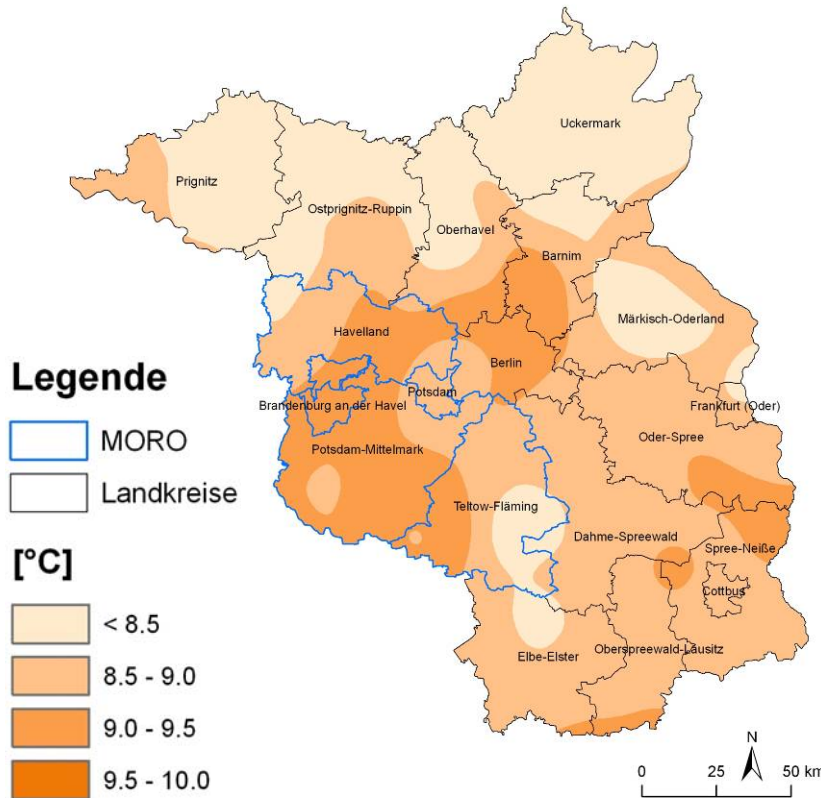 Uckermark
Prignitz
Ostprignitz-Ruppin
Oberhavel
Barnim
Märkisch-Oderland
Havelland
Berlin
Potsdam
Brandenburg an der Havel
Frankfurt (Oder)
Oder-Spree
Potsdam-Mittelmark
Teltow-Fläming
Dahme-Spreewald
Spree-Neiße
Cottbus
Elbe-Elster
Oberspreewald-Lausitz
Legende
MORO
Landkreise
[°C]
< 8.5
8.5 - 9.0
9.0 - 9.5
9.5 - 10.0
N
0 25 50 km